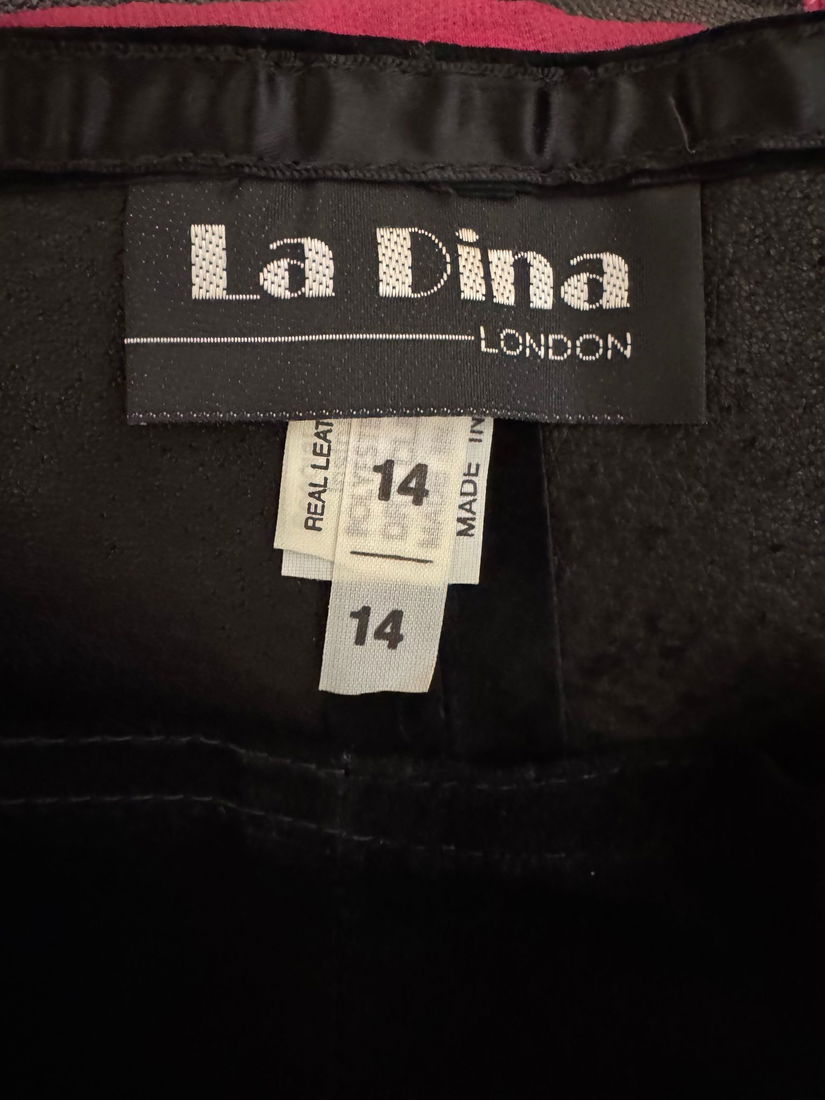 La Dina
LONDON
REAL LEAT
14
MADE IN
14